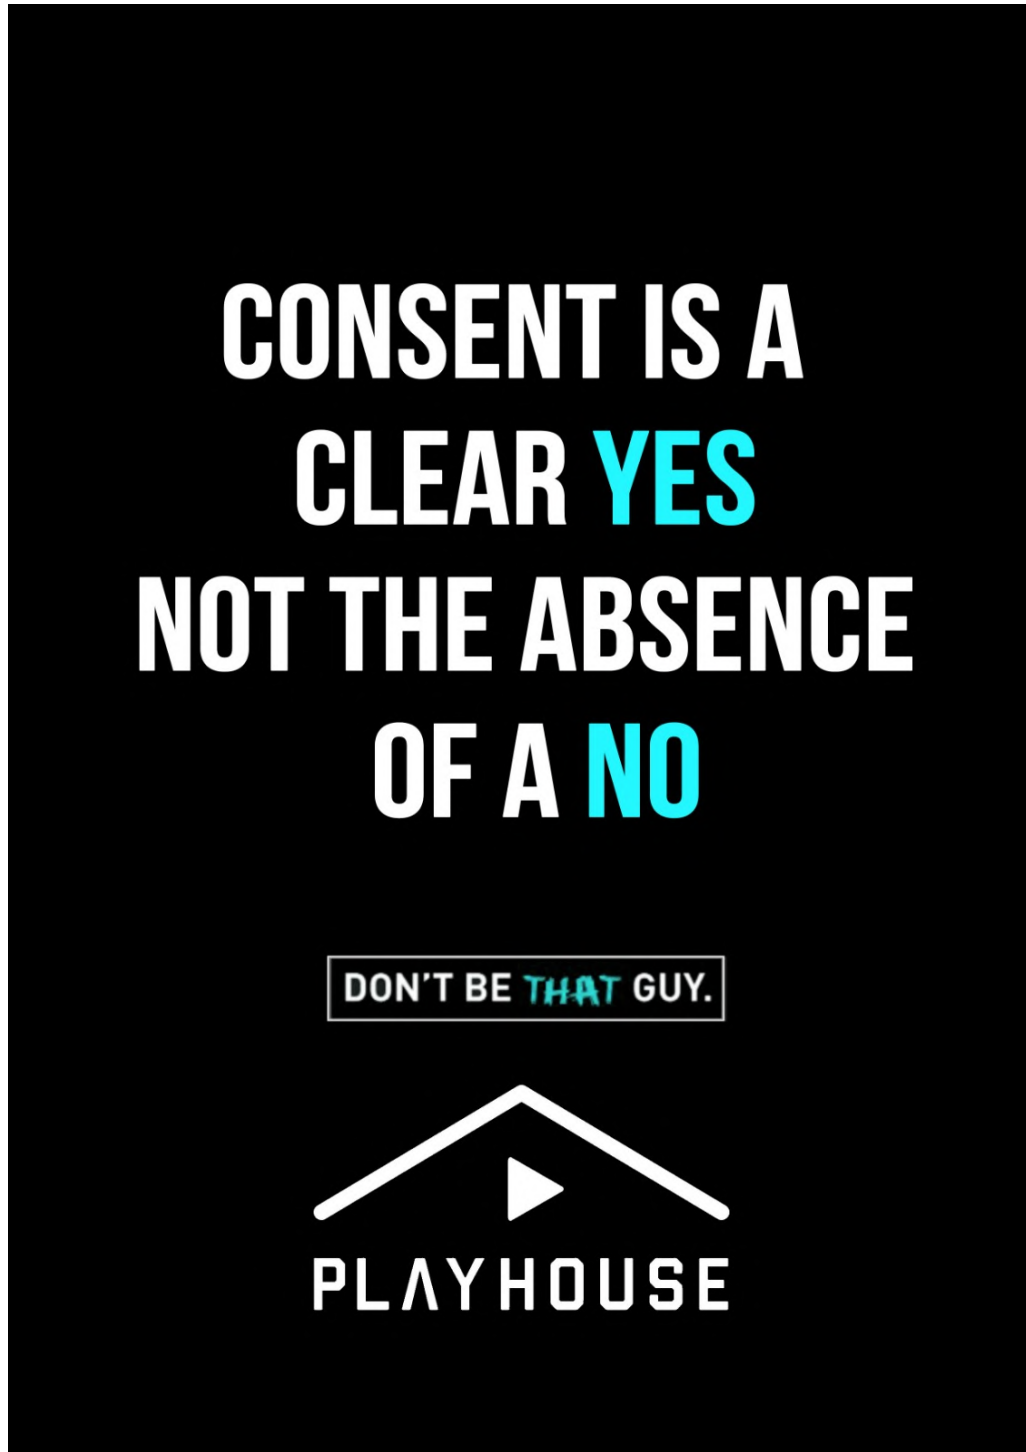 CONSENT IS A
CLEAR YES
NOT THE ABSENCE
OF A NO
DON'T BE THAT GUY.
PLAYHOUSE